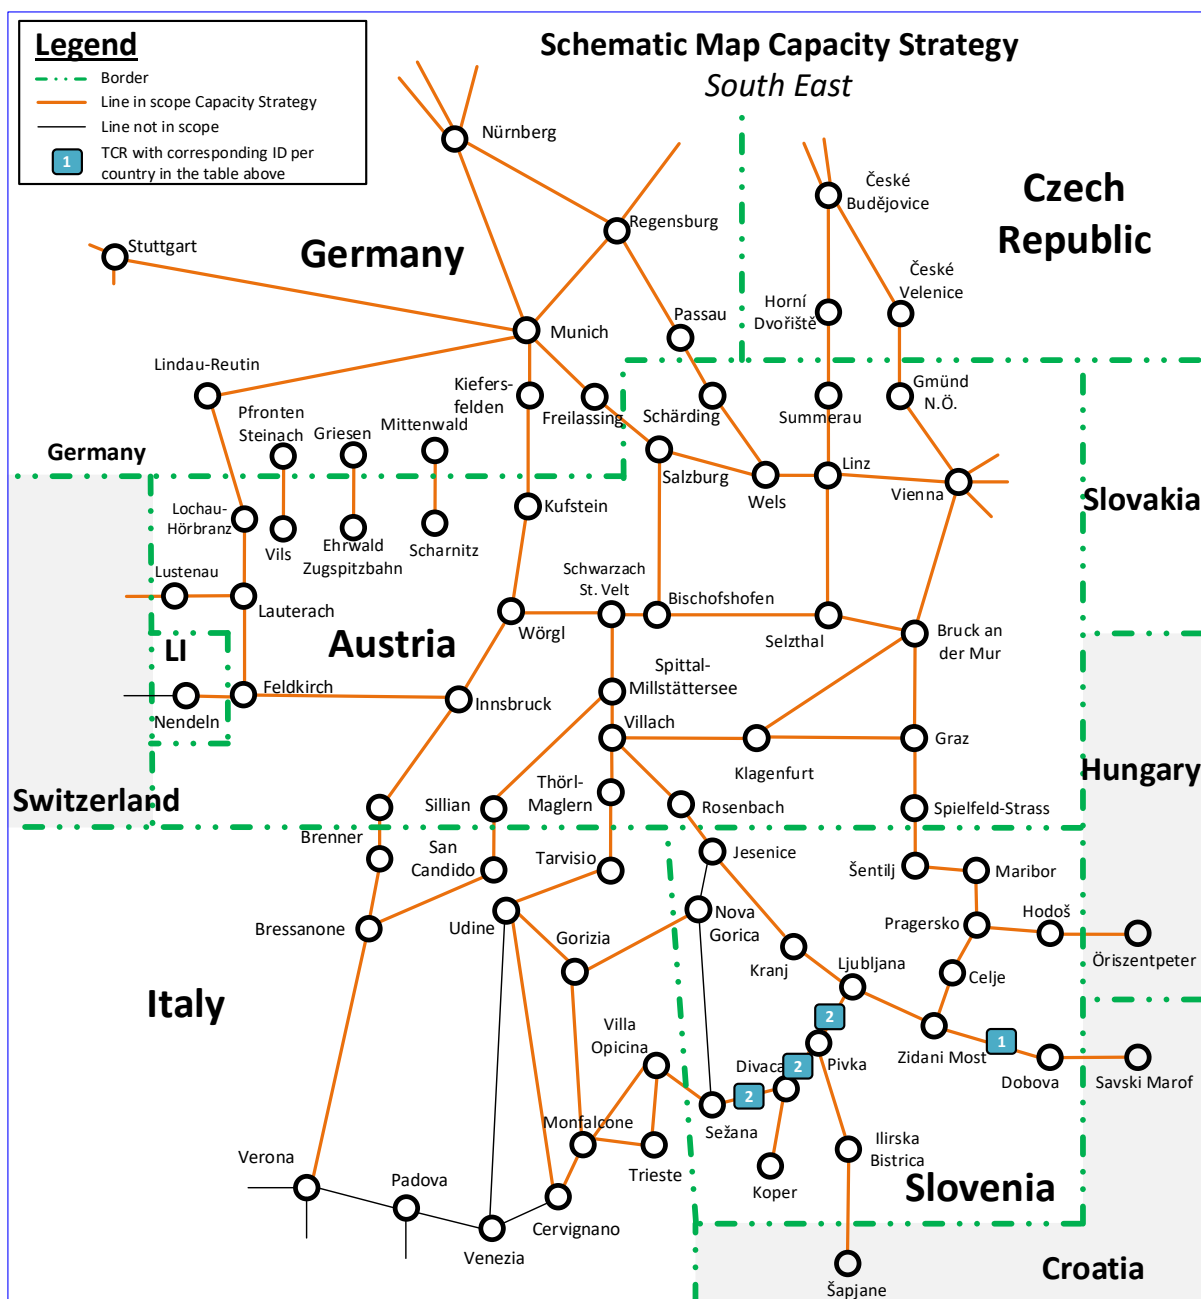 Legend
Border
Line in scope Capacity Strategy
Line not in scope
1
TCR with corresponding ID per
country in the table above
Schematic Map Capacity Strategy
South East
Nürnberg
České
Budějovice
Czech
Republic
Regensburg
Stuttgart
Germany
České
Velenice
Horní
Dvořiště
Passau
Munich
Lindau-Reutin
Kiefers-
felden
Gmünd
N.Ö.
Pfronten
Steinach
Griesen
Mittenwald
Freilassing
Schärding
Summerau
Germany
Salzburg
Linz
Wels
Vienna
Slovakia
Lochau-
Hörbranz
Vils
Ehrwald
Zugspitzbahn
Scharnitz
Kufstein
Lustenau
Lauterach
Schwarzach
St. Velt
Bischofshofen
Wörgl
Selzthal
Bruck an
der Mur
LI
Austria
Spittal-
Millstättersee
Feldkirch
Innsbruck
Nendeln
Villach
Graz
Klagenfurt
Hungary
Switzerland
Sillian
Thörl-
Maglern
Rosenbach
Spielfeld-Strass
Brenner
San
Candido
Tarvisio
Jesenice
Šentilj
Maribor
Bressanone
Udine
Nova
Gorica
Pragersko
Hodoš
Gorizia
Kranj
Ljubljana
Celje
Öriszentpeter
Italy
Villa
Opicina
2
Divaca
2
Pivka
Zidani Most
1
Dobova
Savski Marof
2
Sežana
Monfalcone
Trieste
Ilirska
Bistrica
Verona
Padova
Koper
Slovenia
Cervignano
Venezia
Šapjane
Croatia